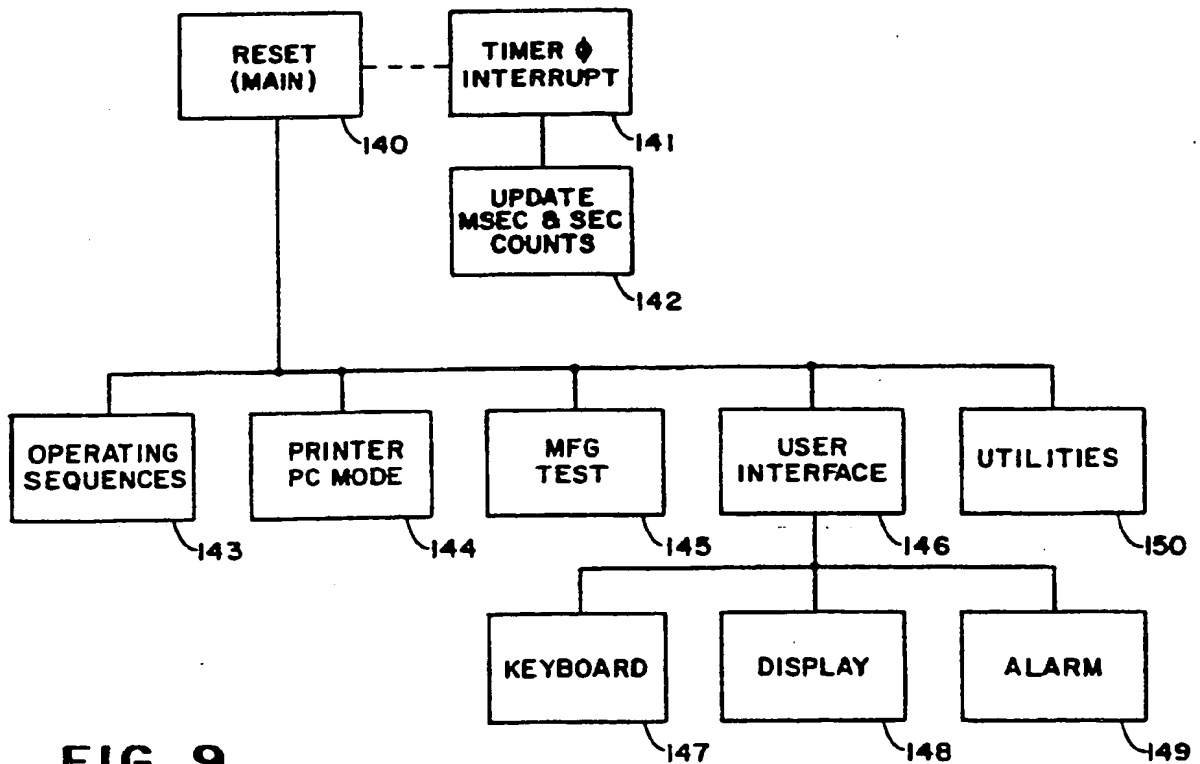 RESET
(MAIN)
140
TIMER ϕ
INTERRUPT
141
UPDATE
MSEC & SEC
COUNTS
142
OPERATING
SEQUENCES
143
PRINTER
PC MODE
144
MFG
TEST
145
USER
INTERFACE
146
UTILITIES
150
KEYBOARD
147
DISPLAY
148
ALARM
149
FIG. 9